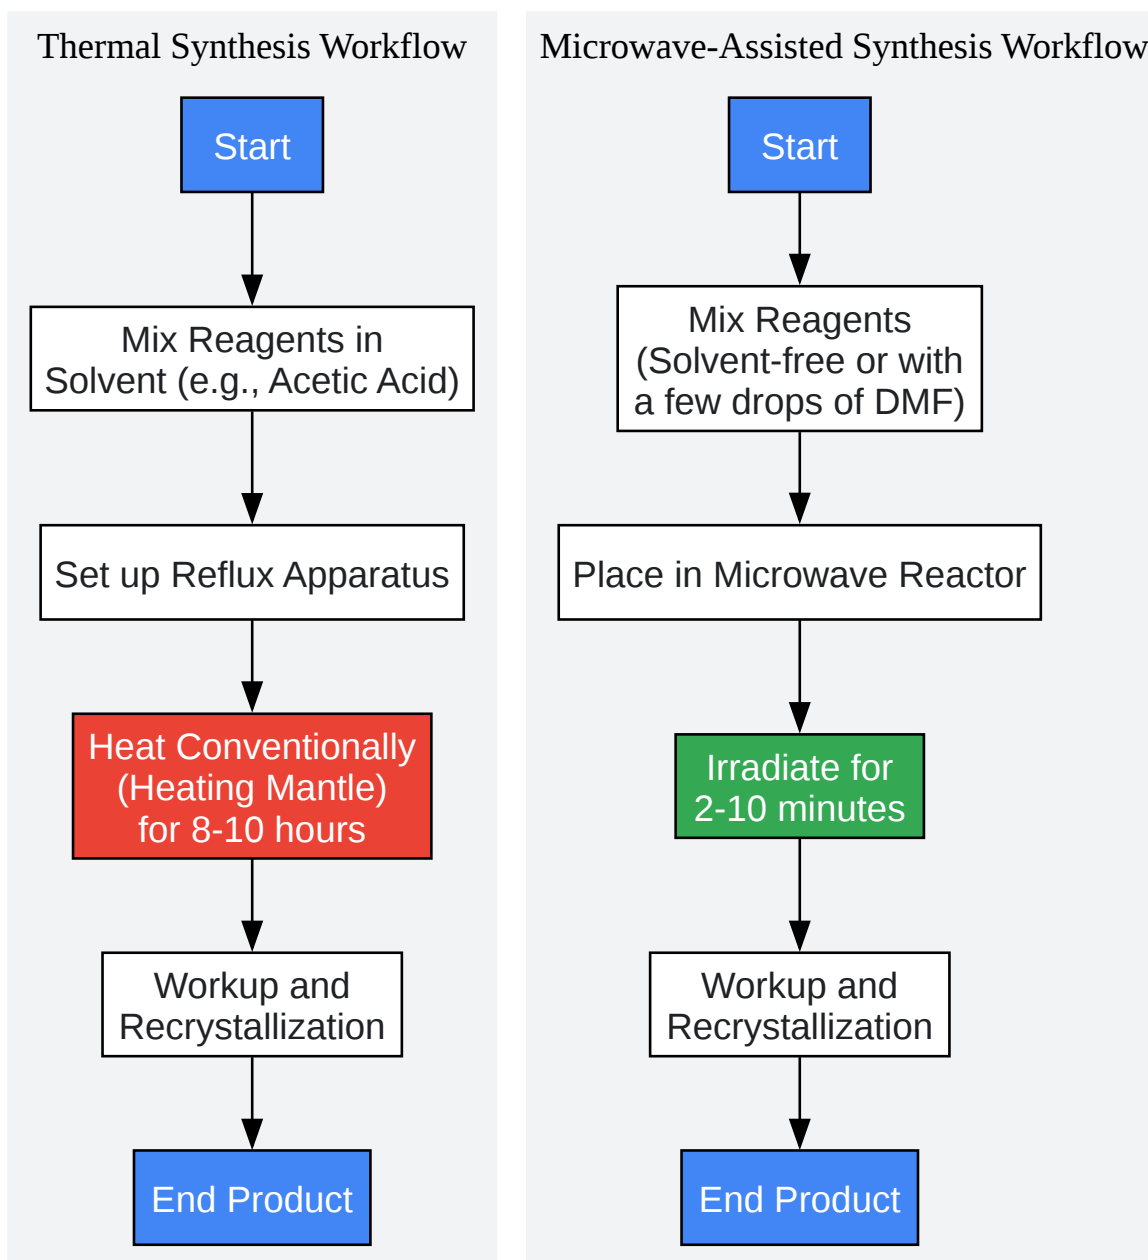 Thermal Synthesis Workflow
Start
Mix Reagents in
Solvent (e.g., Acetic Acid)
Set up Reflux Apparatus
Heat Conventionally
(Heating Mantle)
for 8-10 hours
Workup and
Recrystallization
End Product
Microwave-Assisted Synthesis Workflow
Start
Mix Reagents
(Solvent-free or with
a few drops of DMF)
Place in Microwave Reactor
Irradiate for
2-10 minutes
Workup and
Recrystallization
End Product